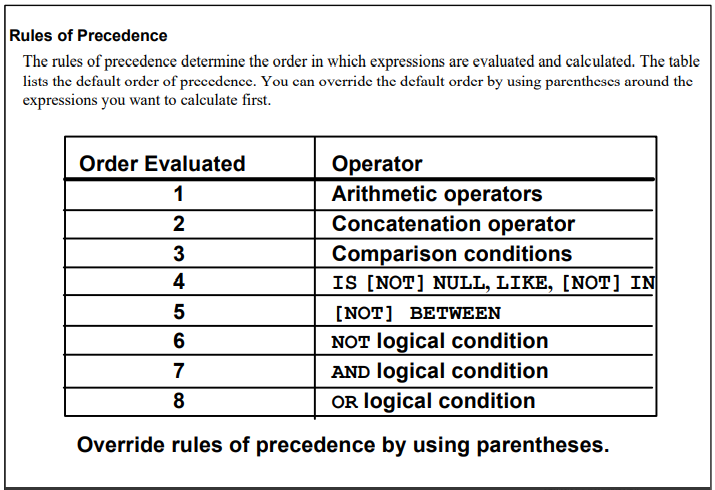 Rules of Precedence
The rules of precedence determine the order in which expressions are evaluated and calculated. The table
lists the default order of precedence. You can override the default order by using parentheses around the
expressions you want to calculate first.
Order Evaluated Operator
1 Arithmetic operators
2 Concatenation operator
3 Comparison conditions
4 IS [NOT] NULL, LIKE, [NOT] IN
5 [NOT] BETWEEN
6 NOT logical condition
7 AND logical condition
8 OR logical condition
Override rules of precedence by using parentheses.